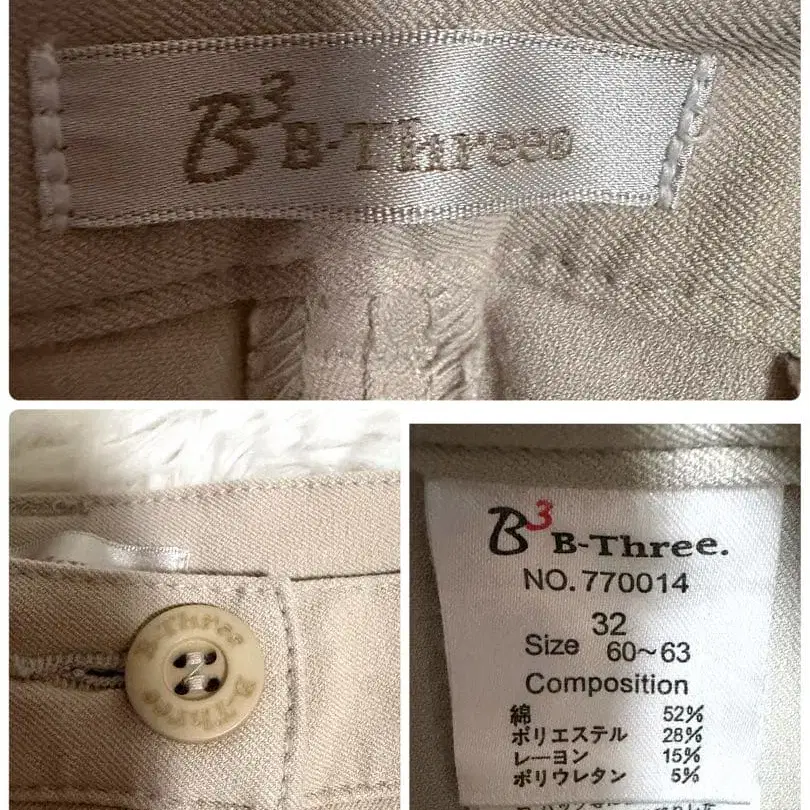 B3 B-Three
B-Three
B-Three
B3 B-Three.
NO.770014
32
Size 60~63
Composition
綿 52%
ポリエステル 28%
レーヨン 15%
ポリウレタン 5%